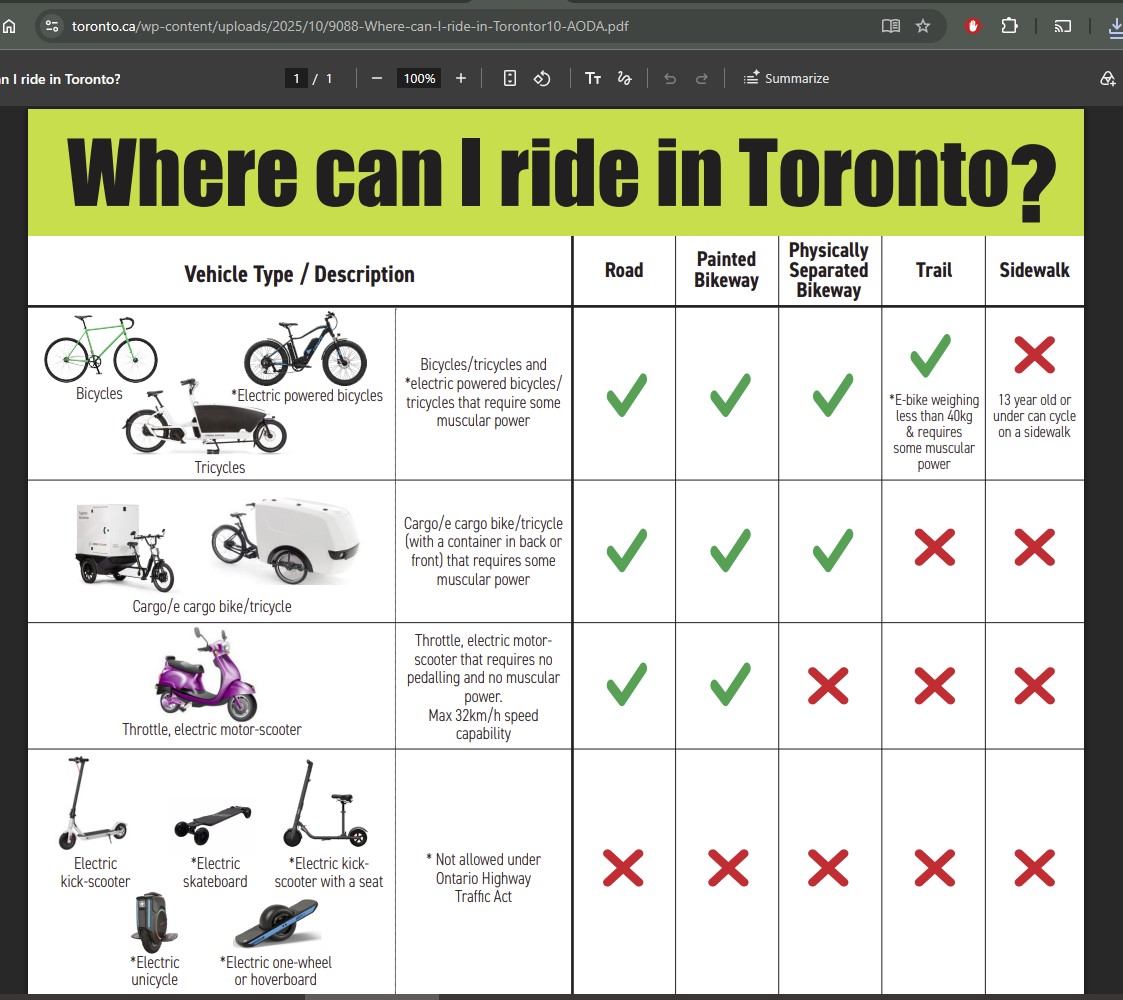 toronto.ca/wp-content/uploads/2025/10/9088-Where-can-I-ride-in-Torontor10-AODA.pdf
n I ride in Toronto?
1 / 1
100%
Summarize
Where can I ride in Toronto?
Vehicle Type / Description
Road
Painted
Bikeway
Physically
Separated
Bikeway
Trail
Sidewalk
Bicycles
*Electric powered bicycles
Tricycles
Bicycles/tricycles and
*electric powered bicycles/
tricycles that require some
muscular power
*E-bike weighing
less than 40kg
& requires
some muscular
power
13 year old or
under can cycle
on a sidewalk
Cargo/e cargo bike/tricycle
Cargo/e cargo bike/tricycle
(with a container in back or
front) that requires some
muscular power
Throttle, electric motor-scooter
Throttle, electric motor-
scooter that requires no
pedalling and no muscular
power.
Max 32km/h speed
capability
Electric
kick-scooter
*Electric
skateboard
*Electric kick-
scooter with a seat
*Electric
unicycle
*Electric one-wheel
or hoverboard
* Not allowed under
Ontario Highway
Traffic Act